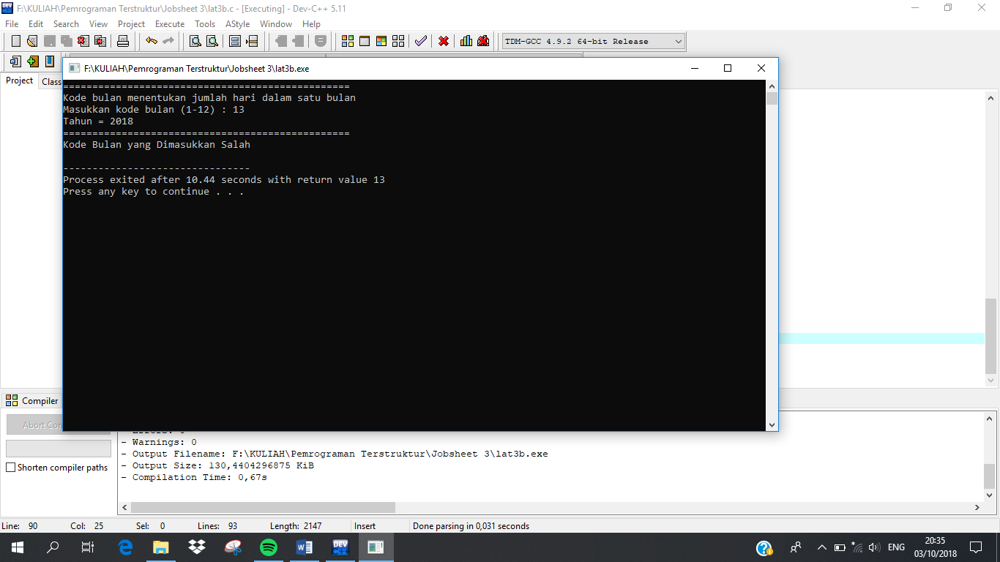 F:\KULIAH\Pemrograman Terstruktur\Jobsheet 3\lat3b.c - [Executing] - Dev-C++ 5.11
File Edit Search View Project Execute Tools AStyle Window Help
TDM-GCC 4.9.2 64-bit Release
F:\KULIAH\Pemrograman Terstruktur\Jobsheet 3\lat3b.exe
Project Class
=================================================
Kode bulan menentukan jumlah hari dalam satu bulan
Masukkan kode bulan (1-12) : 13
Tahun = 2018
=================================================
Kode Bulan yang Dimasukkan Salah
--------------------------------
Process exited after 10.44 seconds with return value 13
Press any key to continue . . .
Compiler
Abort Com
Shorten compiler paths
- Errors: 0
- Warnings: 0
- Output Filename: F:\KULIAH\Pemrograman Terstruktur\Jobsheet 3\lat3b.exe
- Output Size: 130,4404296875 KiB
- Compilation Time: 0,67s
Line: 90 Col: 25 Sel: 0 Lines: 93 Length: 2147 Insert Done parsing in 0,031 seconds
DEV
ENG
20:35
03/10/2018